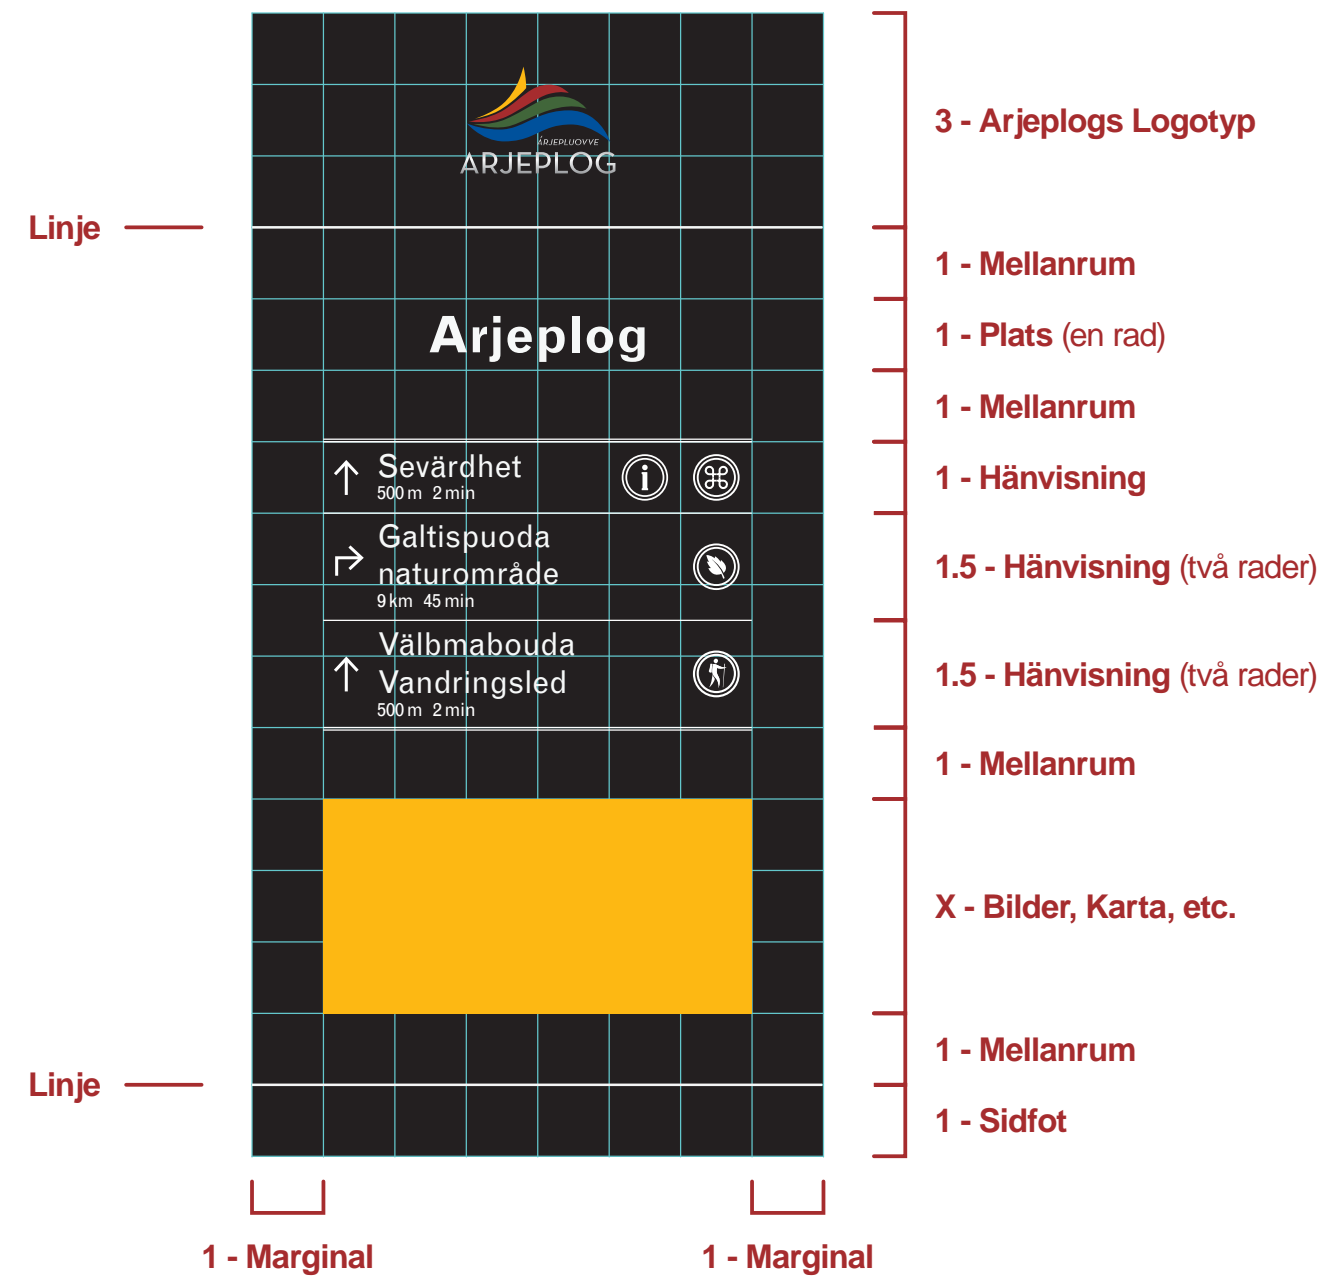 ÁRJEPLUOVVE
ARJEPLOG
3 - Arjeplogs Logotyp
Linje
1 - Mellanrum
Arjeplog
1 - Plats (en rad)
1 - Mellanrum
Sevärdhet
500 m 2 min
i
1 - Hänvisning
Galtispuoda
naturområde
9 km 45 min
1.5 - Hänvisning (två rader)
Välbmabouda
Vandringsled
500 m 2 min
1.5 - Hänvisning (två rader)
1 - Mellanrum
X - Bilder, Karta, etc.
1 - Mellanrum
Linje
1 - Sidfot
1 - Marginal
1 - Marginal